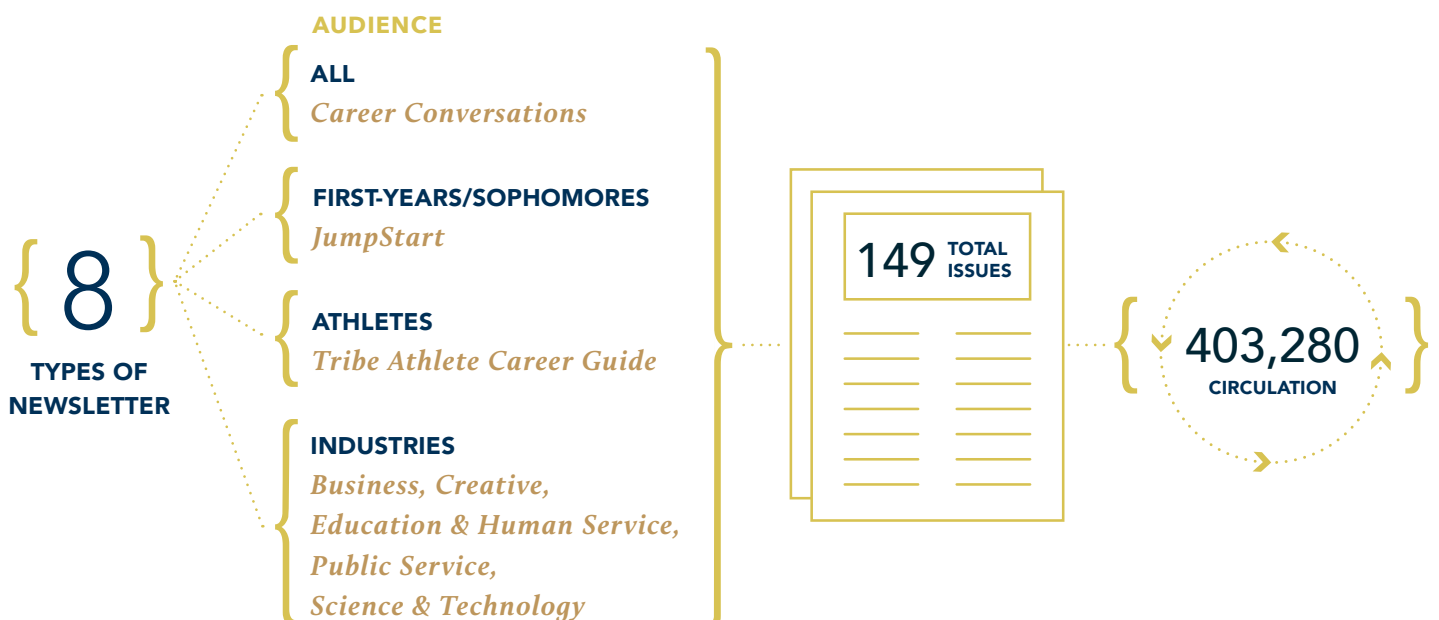 8
TYPES OF
NEWSLETTER
AUDIENCE
ALL
Career Conversations
FIRST-YEARS/SOPHOMORES
JumpStart
ATHLETES
Tribe Athlete Career Guide
INDUSTRIES
Business, Creative,
Education & Human Service,
Public Service,
Science & Technology
149 TOTAL
ISSUES
403,280
CIRCULATION